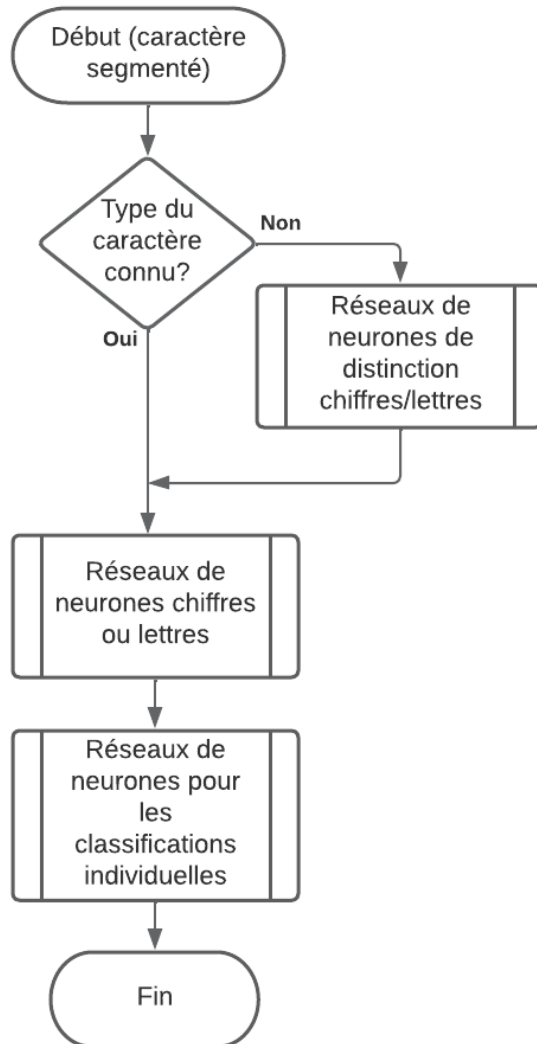 Début (caractère
segmenté)
Type du
caractère
connu?
Non
Oui
Réseaux de
neurones de
distinction
chiffres/lettres
Réseaux de
neurones chiffres
ou lettres
Réseaux de
neurones pour
les
classifications
individuelles
Fin